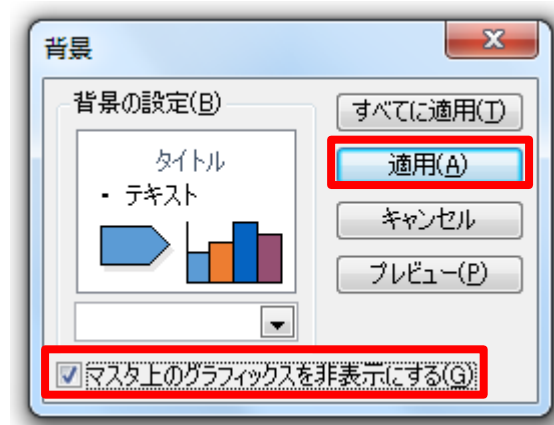 背景
背景の設定(B)
すべてに適用(T)
タイトル
・ テキスト
適用(A)
キャンセル
プレビュー(P)
マスタ上のグラフィックスを非表示にする(G)